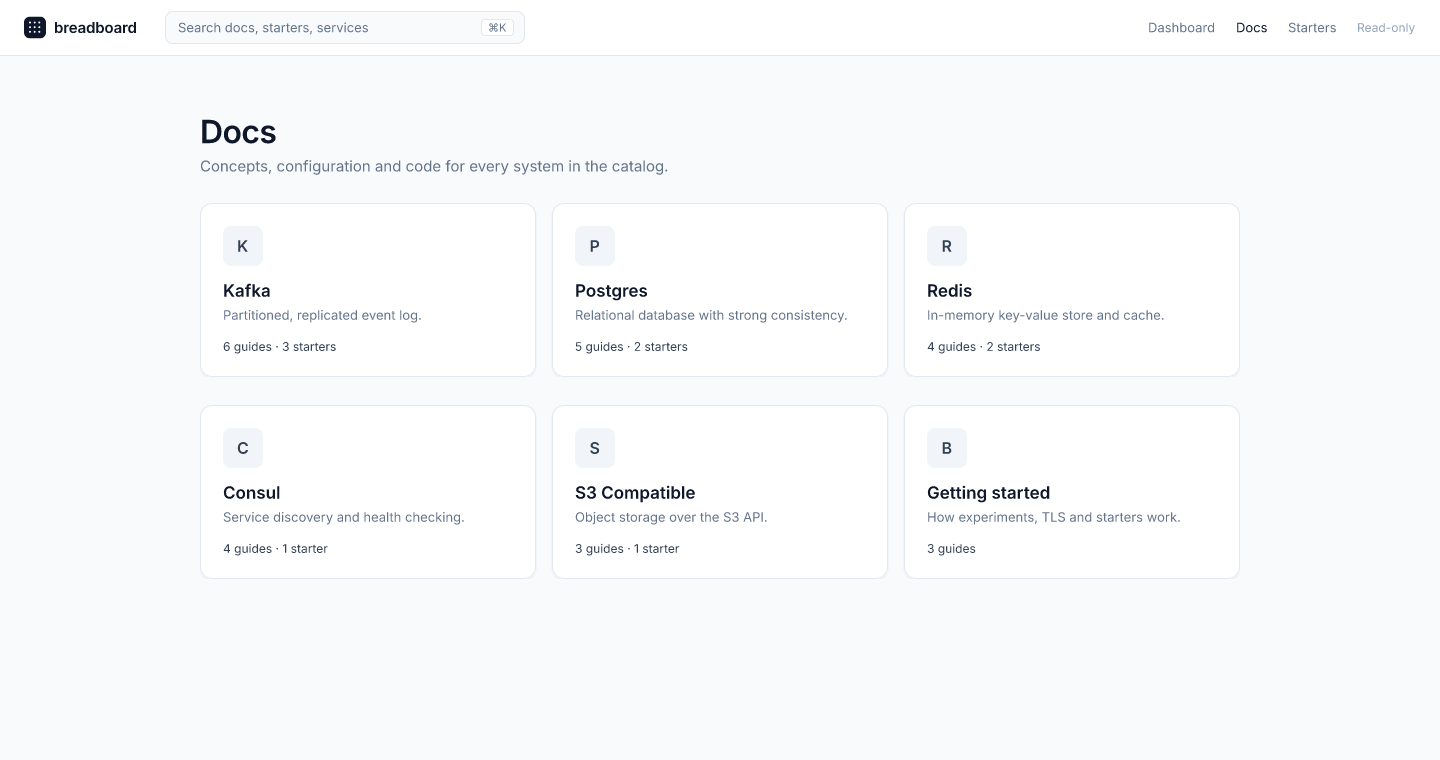 breadboard
Search docs, starters, services ⌘K
Dashboard Docs Starters Read-only
Docs
Concepts, configuration and code for every system in the catalog.
K
Kafka
Partitioned, replicated event log.
6 guides · 3 starters
P
Postgres
Relational database with strong consistency.
5 guides · 2 starters
R
Redis
In-memory key-value store and cache.
4 guides · 2 starters
C
Consul
Service discovery and health checking.
4 guides · 1 starter
S
S3 Compatible
Object storage over the S3 API.
3 guides · 1 starter
B
Getting started
How experiments, TLS and starters work.
3 guides